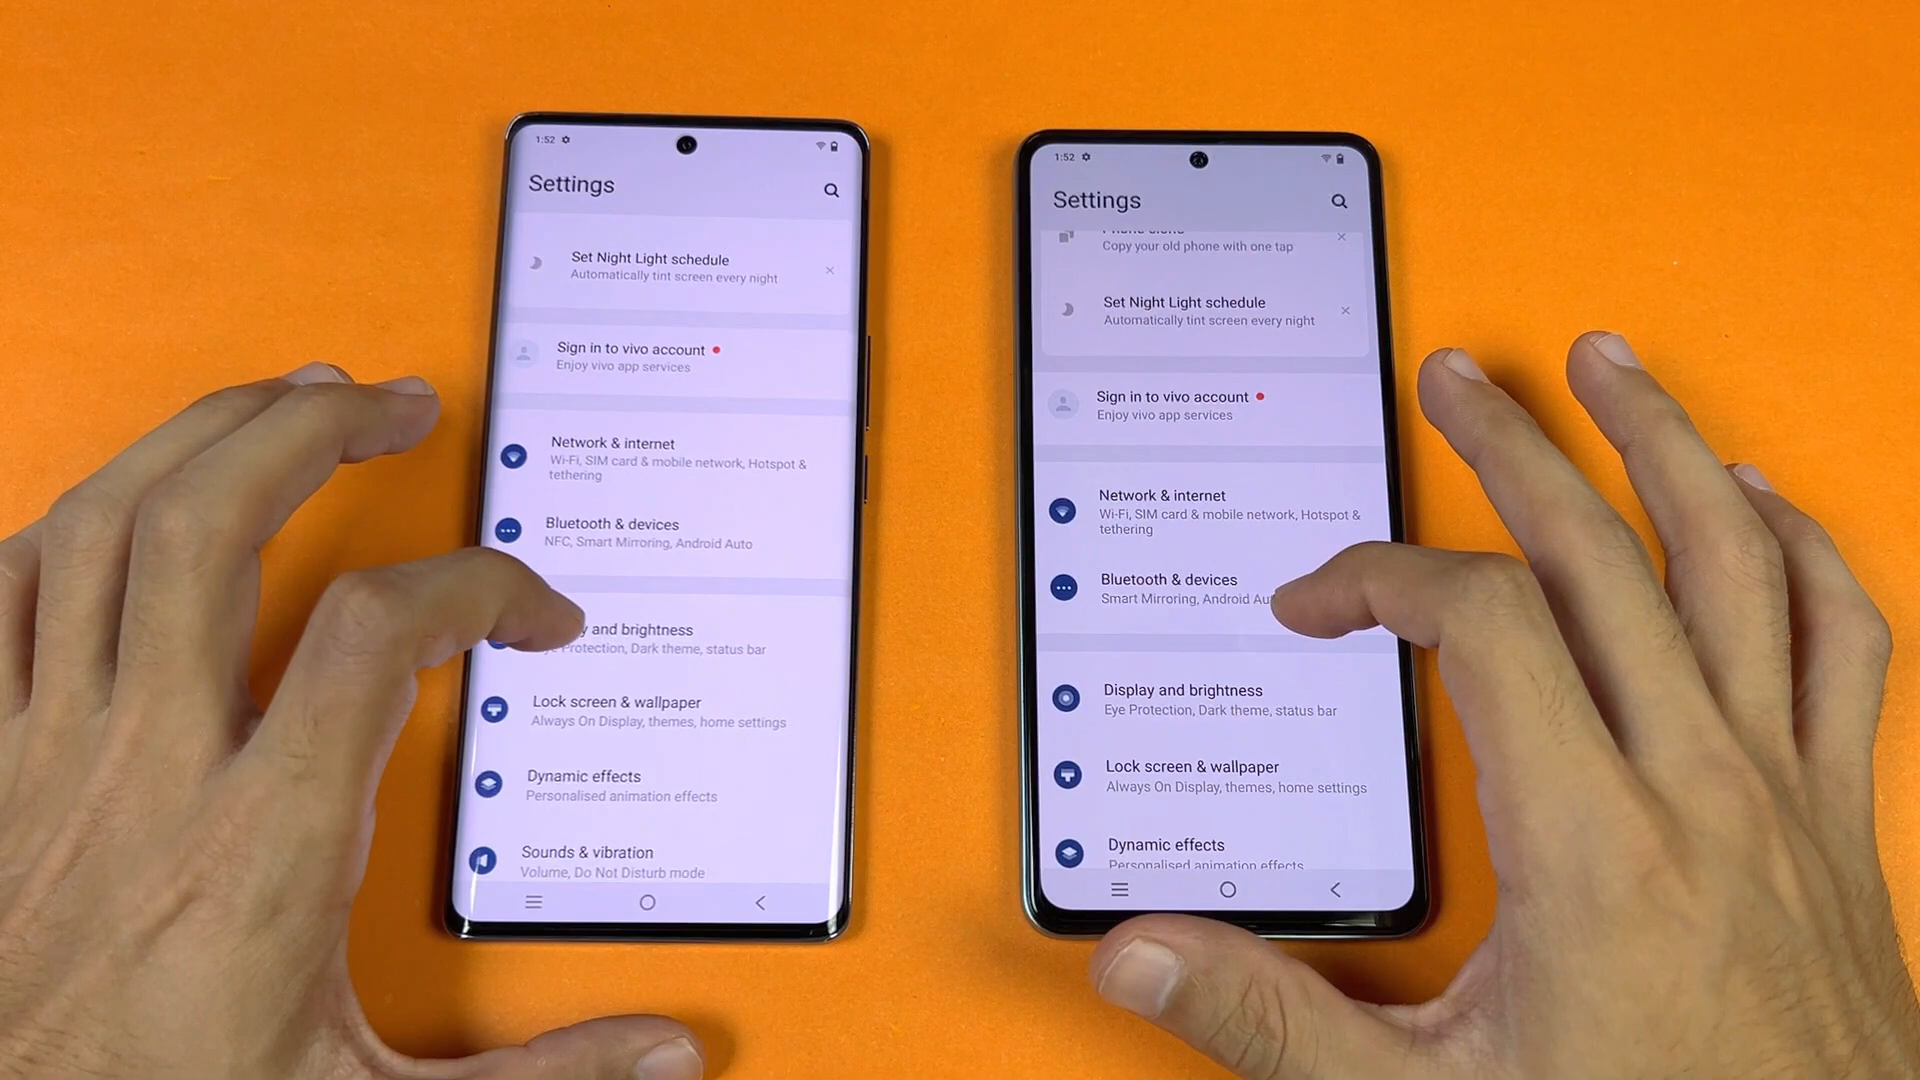 1:52
Settings
Set Night Light schedule
Automatically tint screen every night
Sign in to vivo account
Enjoy vivo app services
Network & internet
Wi-Fi, SIM card & mobile network, Hotspot &
tethering
Bluetooth & devices
NFC, Smart Mirroring, Android Auto
and brightness
Protection, Dark theme, status bar
Lock screen & wallpaper
Always On Display, themes, home settings
Dynamic effects
Personalised animation effects
Sounds & vibration
Volume, Do Not Disturb mode
1:52
Settings
Phone clone
Copy your old phone with one tap
Set Night Light schedule
Automatically tint screen every night
Sign in to vivo account
Enjoy vivo app services
Network & internet
Wi-Fi, SIM card & mobile network, Hotspot &
tethering
Bluetooth & devices
Smart Mirroring, Android
Display and brightness
Eye Protection, Dark theme, status bar
Lock screen & wallpaper
Always On Display, themes, home settings
Dynamic effects
Personalised animation effects